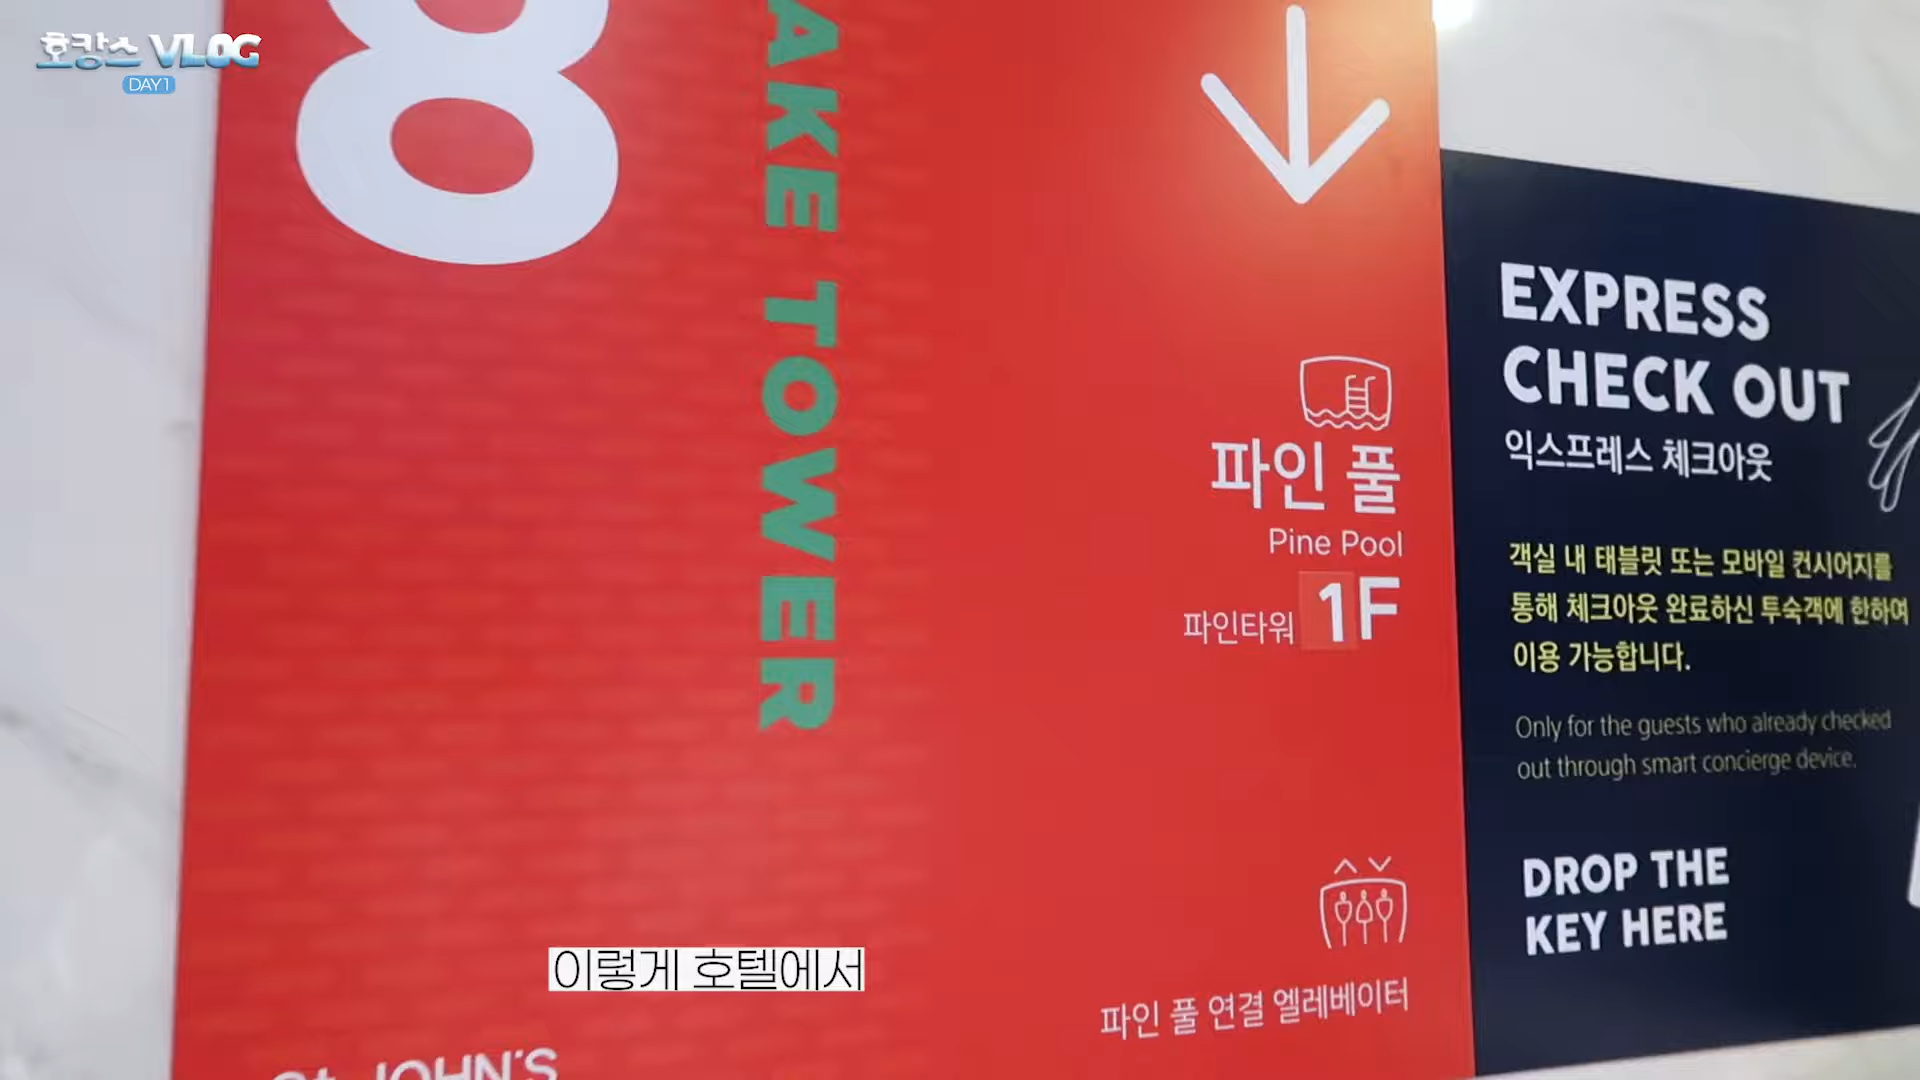 호캉스 VLOG
DAY1
8
AKE TOWER
파인 풀
Pine Pool
파인타워 1F
파인 풀 연결 엘레베이터
St. JOHN'S
EXPRESS
CHECK OUT
익스프레스 체크아웃
객실 내 태블릿 또는 모바일 컨시어지를
통해 체크아웃 완료하신 투숙객에 한하여
이용 가능합니다.
Only for the guests who already checked
out through smart concierge device.
DROP THE
KEY HERE
이렇게 호텔에서